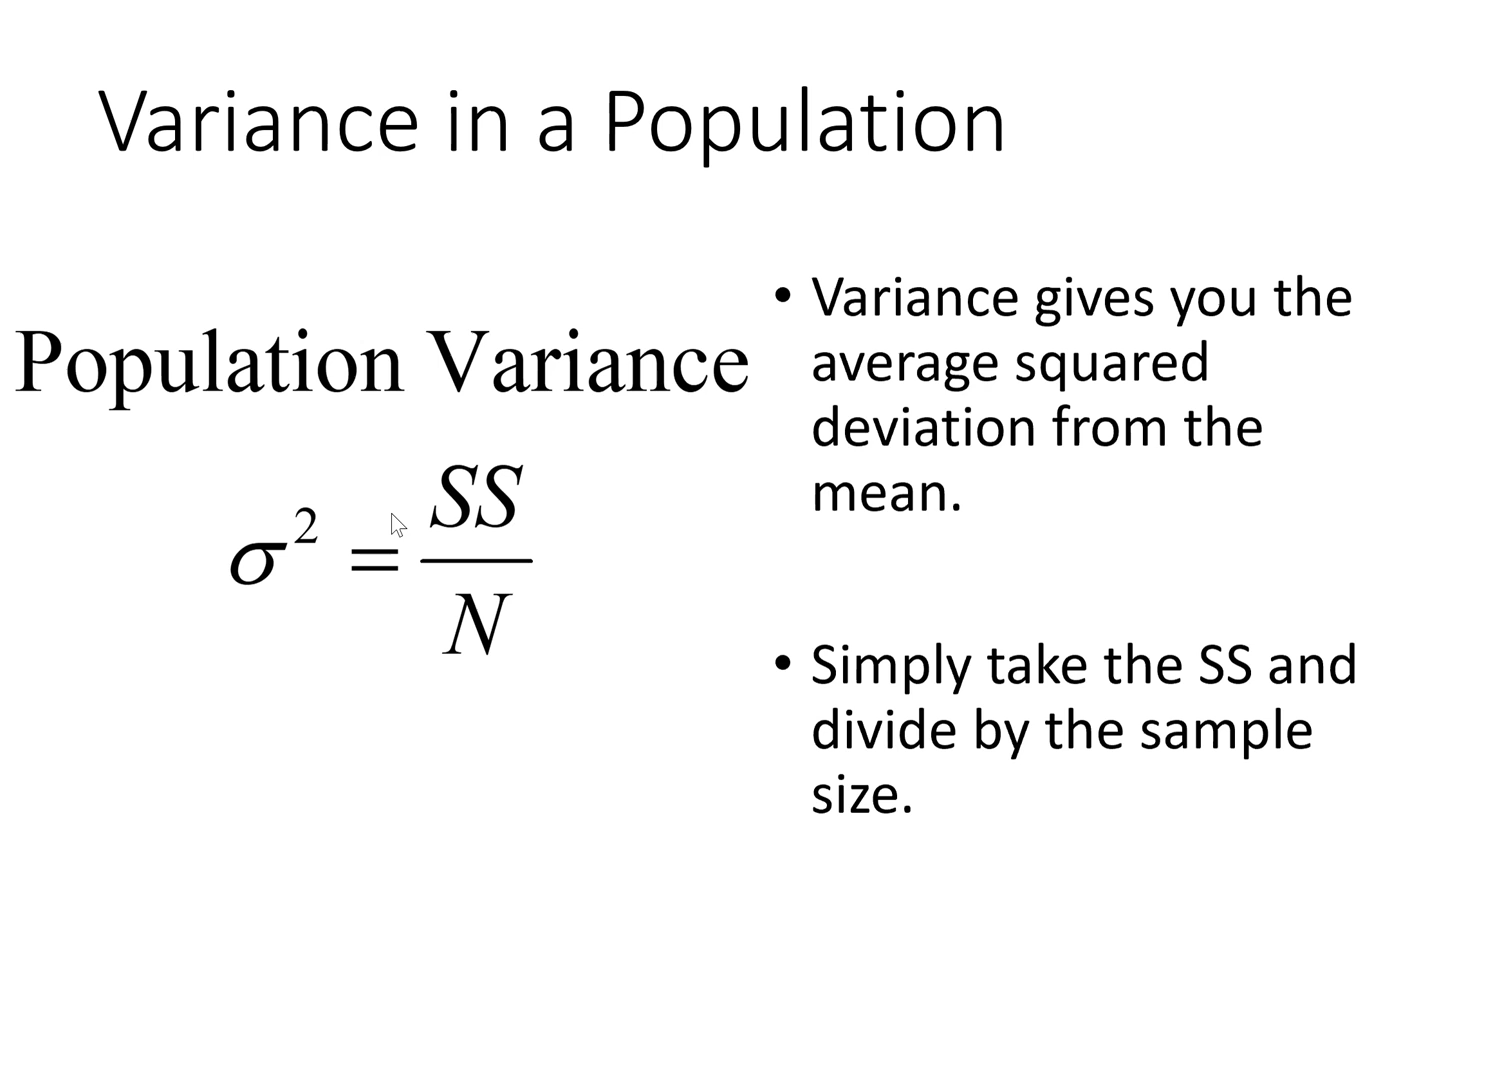 Variance in a Population
Population Variance
σ² = SS / N
• Variance gives you the
average squared
deviation from the
mean.
• Simply take the SS and
divide by the sample
size.